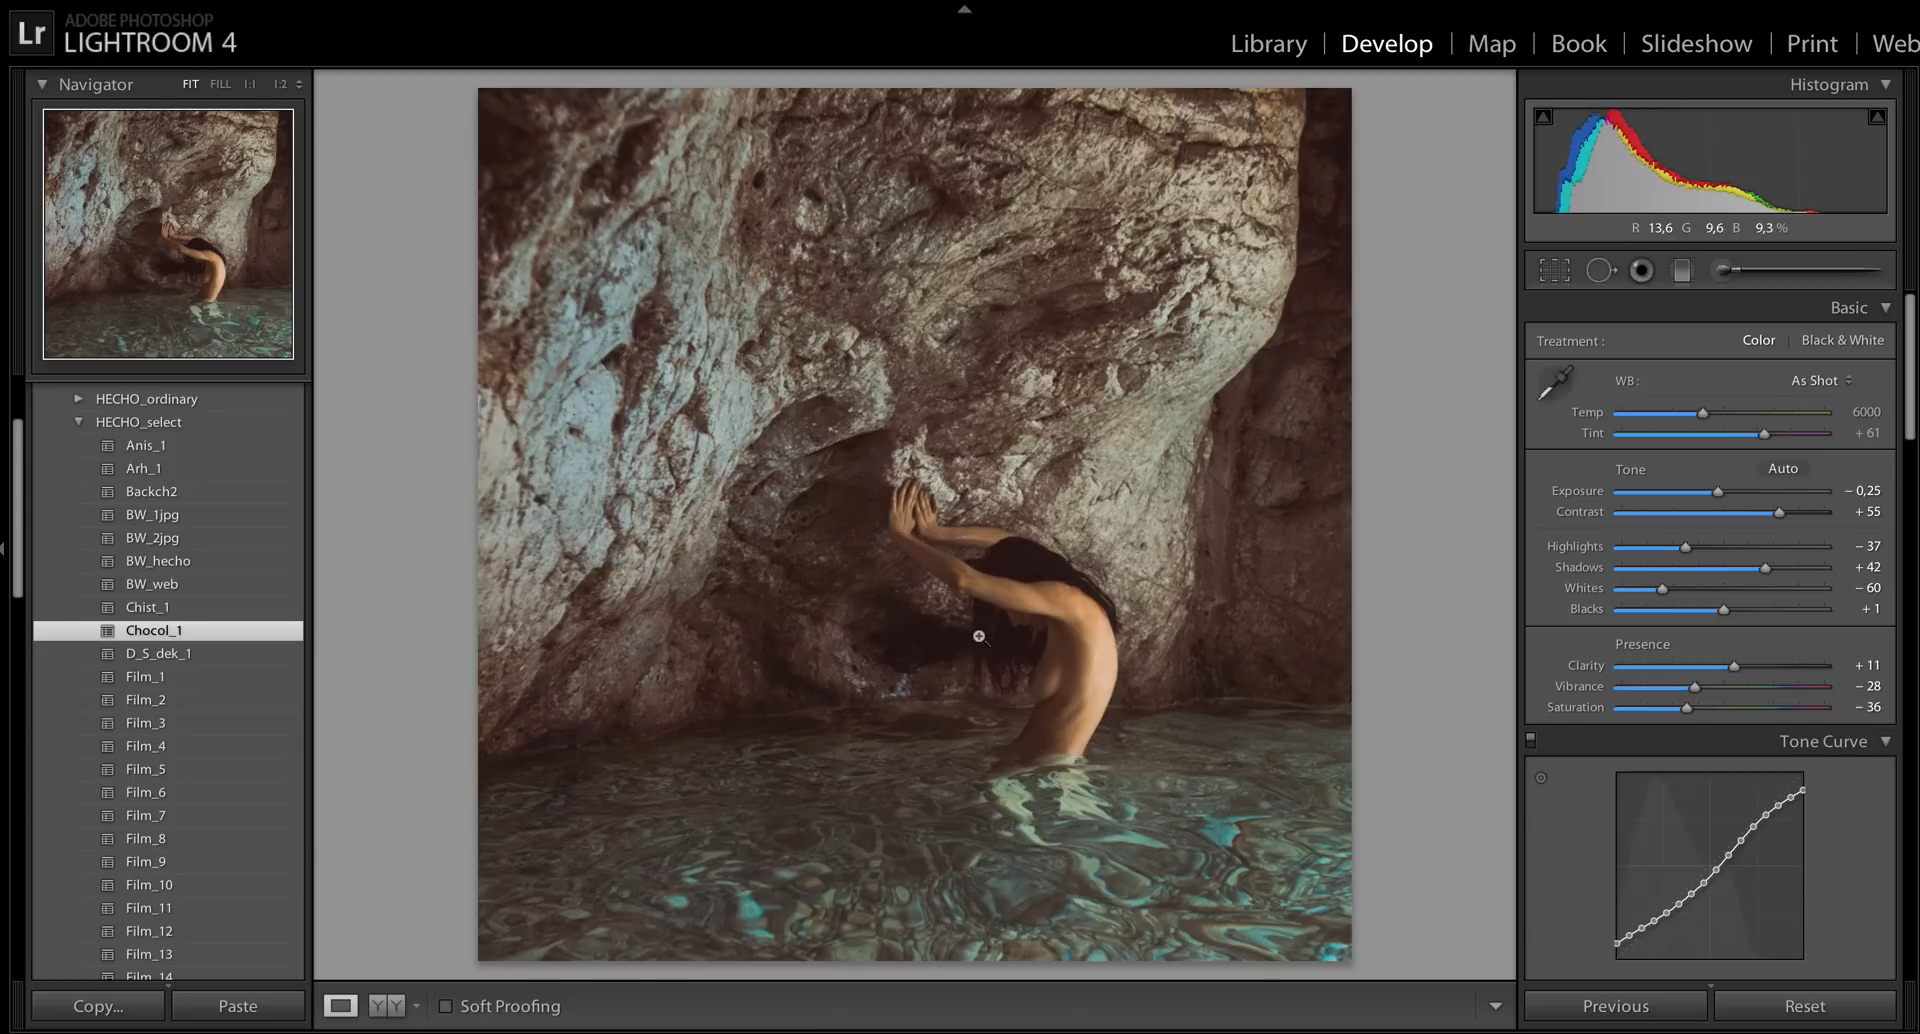 Lr
ADOBE PHOTOSHOP
LIGHTROOM 4
Library | Develop | Map | Book | Slideshow | Print | Web
Navigator FIT FILL 1:1 1:2
HECHO_ordinary
HECHO_select
Anis_1
Arh_1
Backch2
BW_1jpg
BW_2jpg
BW_hecho
BW_web
Chist_1
Chocol_1
D_S_dek_1
Film_1
Film_2
Film_3
Film_4
Film_5
Film_6
Film_7
Film_8
Film_9
Film_10
Film_11
Film_12
Film_13
Film_14
Copy... Paste
YY Soft Proofing
Histogram
R 13,6 G 9,6 B 9,3 %
Basic
Treatment : Color | Black & White
WB: As Shot
Temp 6000
Tint + 61
Tone Auto
Exposure − 0,25
Contrast + 55
Highlights − 37
Shadows + 42
Whites − 60
Blacks + 1
Presence
Clarity + 11
Vibrance − 28
Saturation − 36
Tone Curve
Previous Reset